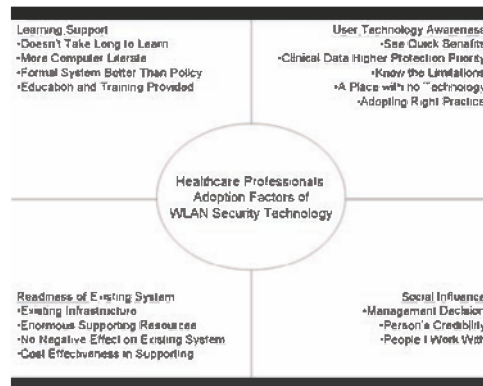 Learning Support
•Doesn't Take Long to Learn
•More Computer Literate
•Formal System Better Than Policy
•Education and Training Provided
User Technology Awareness
•See Quick Benefits
•Clinical Data Higher Protection Priority
•Know the Limitations
•A Place with no Technology
•Adopting Right Practice
Healthcare Professionals
Adoption Factors of
WLAN Security Technology
Readiness of Existing System
•Existing Infrastructure
•Enormous Supporting Resources
•No Negative Effect on Existing System
•Cost Effectiveness in Supporting
Social Influence
•Management Decision
•Person's Credibility
•People I Work With